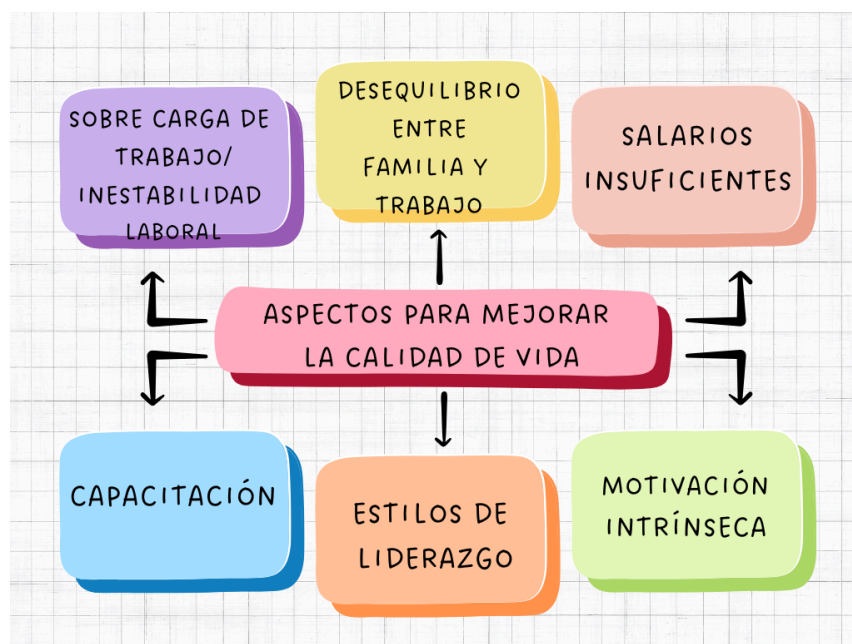 SOBRE CARGA DE
TRABAJO/
INESTABILIDAD
LABORAL
DESEQUILIBRIO
ENTRE
FAMILIA Y
TRABAJO
SALARIOS
INSUFICIENTES
ASPECTOS PARA MEJORAR
LA CALIDAD DE VIDA
CAPACITACIÓN
ESTILOS DE
LIDERAZGO
MOTIVACIÓN
INTRÍNSECA